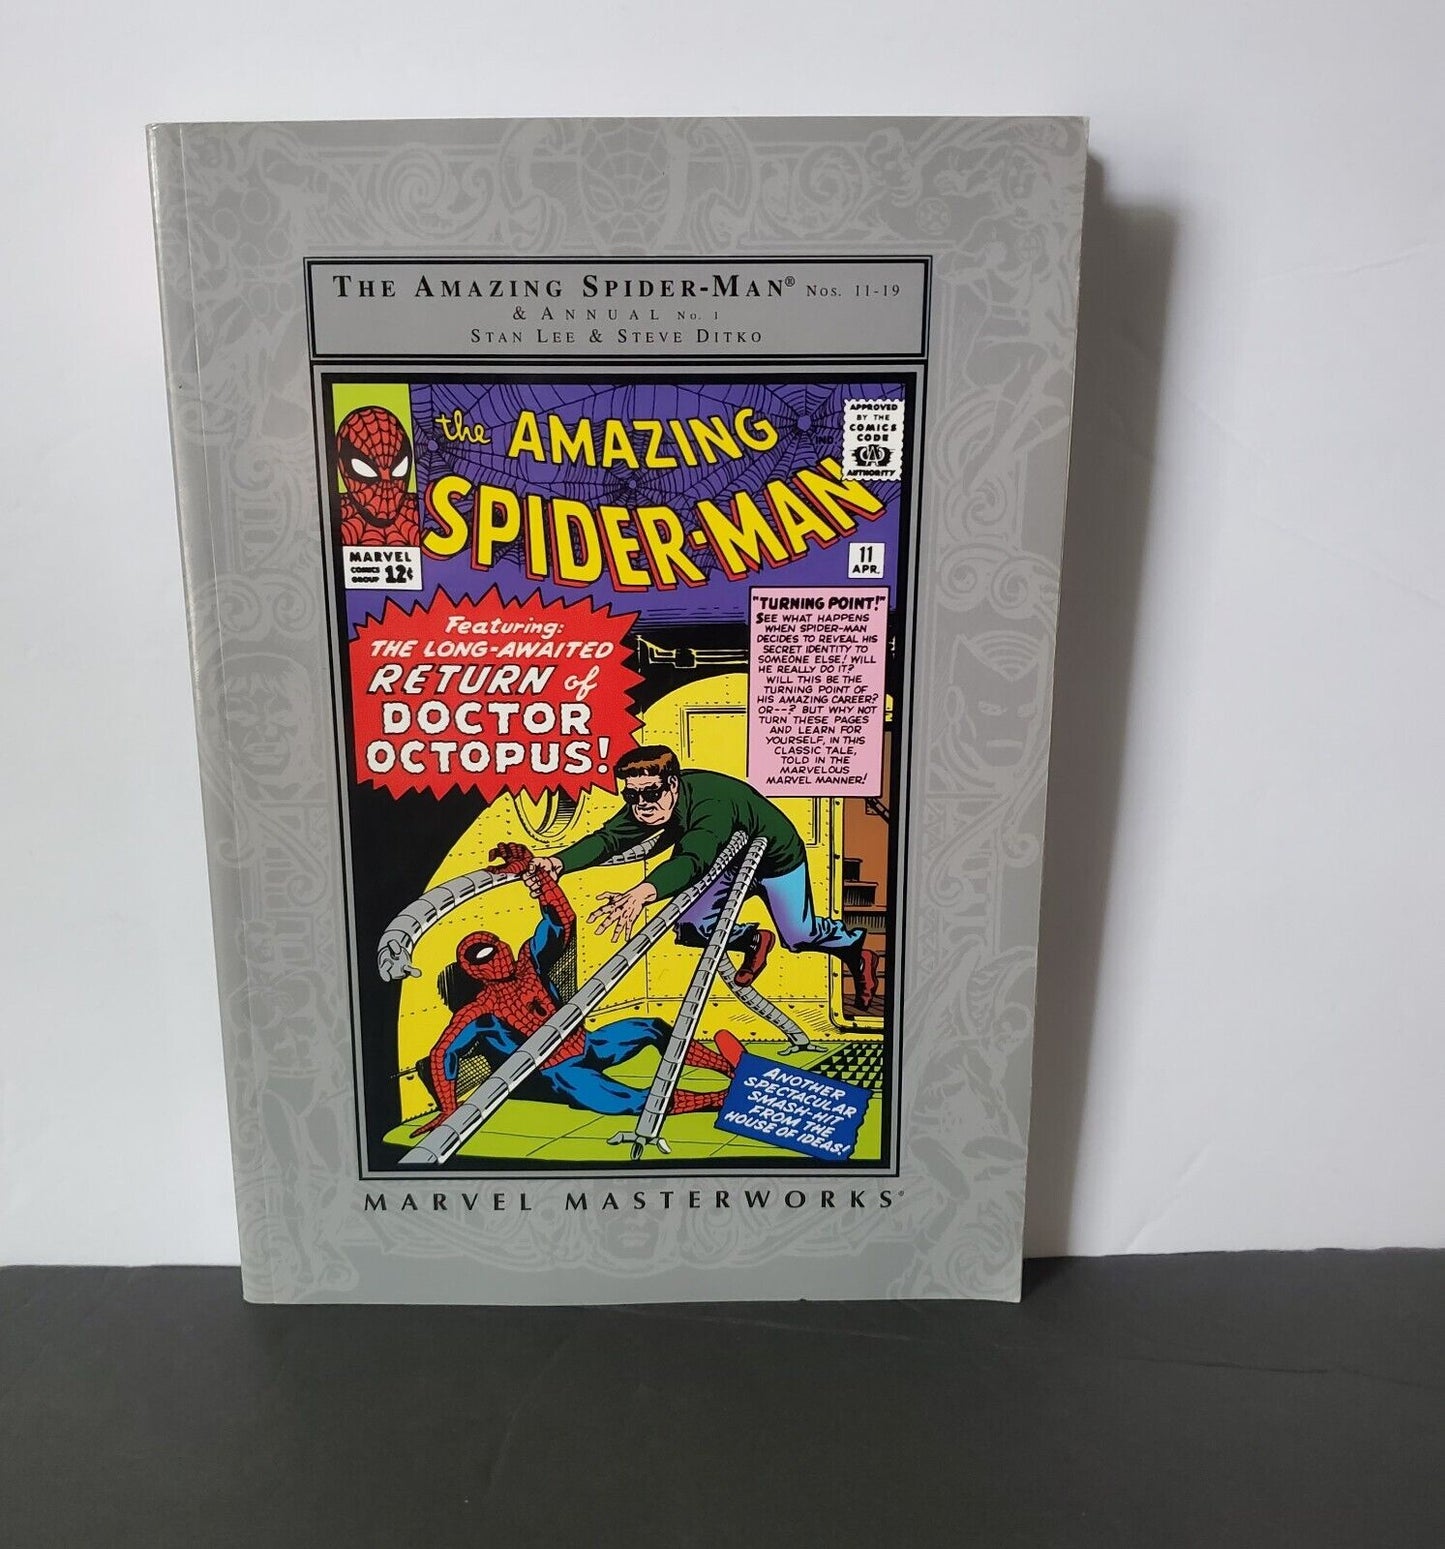 THE AMAZING SPIDER-MAN® NOS. 11-19
& ANNUAL NO. 1
STAN LEE & STEVE DITKO
the AMAZING
SPIDER-MAN
IND.
APPROVED
BY THE
COMICS
CODE
CA
AUTHORITY
MARVEL
COMICS
GROUP 12¢
11
APR.
Featuring:
THE LONG-AWAITED
RETURN of
DOCTOR
OCTOPUS!
"TURNING POINT!"
SEE WHAT HAPPENS
WHEN SPIDER-MAN
DECIDES TO REVEAL HIS
SECRET IDENTITY TO
SOMEONE ELSE! WILL
HE REALLY DO IT?
WILL THIS BE THE
TURNING POINT OF
HIS AMAZING CAREER?
OR---? BUT WHY NOT
TURN THESE PAGES
AND LEARN FOR
YOURSELF, IN THIS
CLASSIC TALE,
TOLD IN THE
MARVELOUS
MARVEL MANNER!
ANOTHER
SPECTACULAR
SMASH-HIT
FROM THE
HOUSE OF IDEAS!
MARVEL MASTERWORKS®